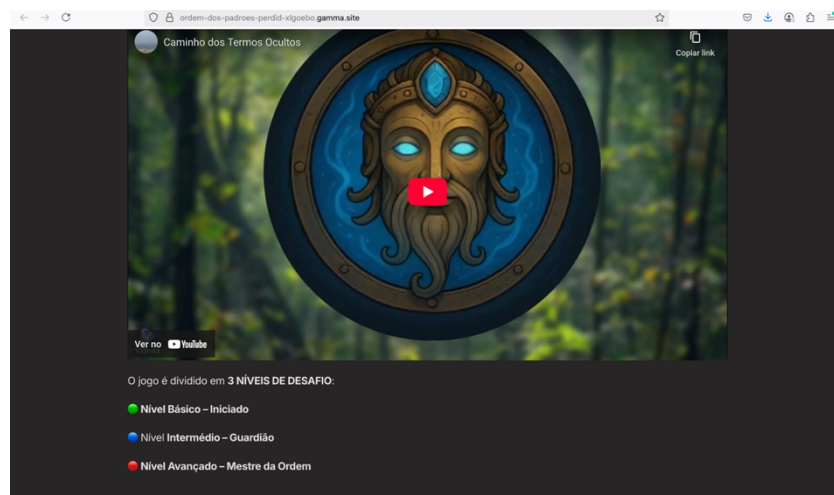 ordem-dos-padroes-perdid-xlgoebo.gamma.site
Caminho dos Termos Ocultos
Copiar link
Ver no YouTube
O jogo é dividido em 3 NÍVEIS DE DESAFIO:
Nível Básico – Iniciado
Nível Intermédio – Guardião
Nível Avançado – Mestre da Ordem